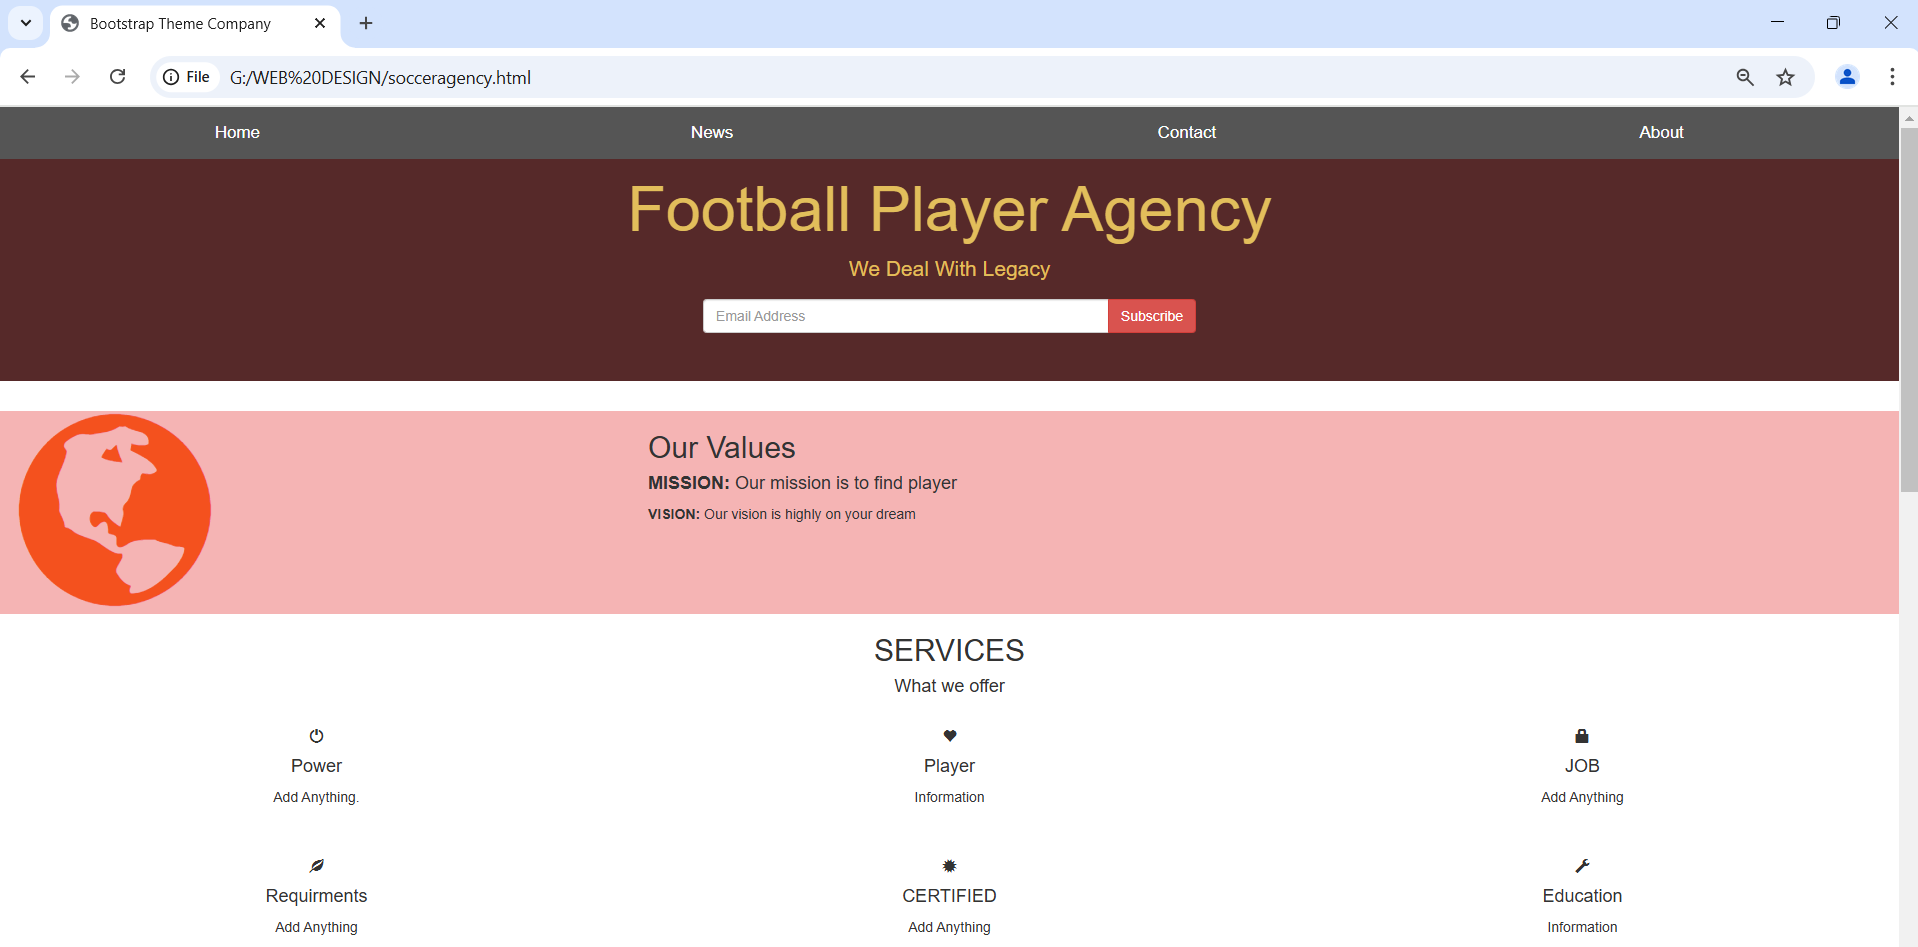 Bootstrap Theme Company
File G:/WEB%20DESIGN/socceragency.html
Home News Contact About
Football Player Agency
We Deal With Legacy
Email Address Subscribe
Our Values
MISSION: Our mission is to find player
VISION: Our vision is highly on your dream
SERVICES
What we offer
Power Player JOB
Add Anything. Information Add Anything
Requirments CERTIFIED Education
Add Anything Add Anything Information